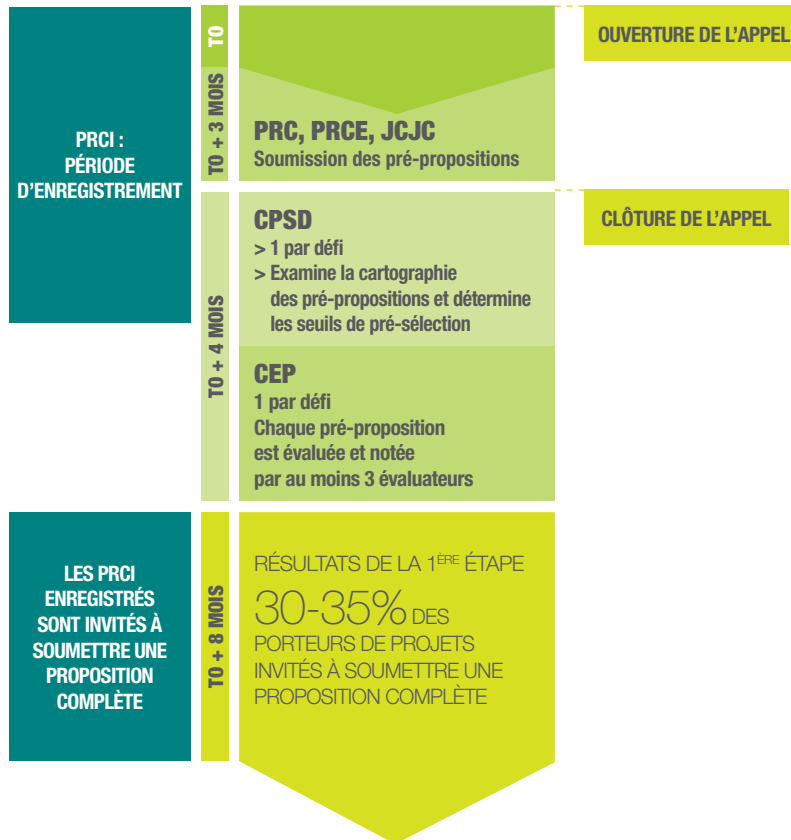 PRCI :
PÉRIODE
D'ENREGISTREMENT
T0
OUVERTURE DE L'APPEL
T0 + 3 MOIS
PRC, PRCE, JCJC
Soumission des pré-propositions
CLÔTURE DE L'APPEL
T0 + 4 MOIS
CPSD
> 1 par défi
> Examine la cartographie
des pré-propositions et détermine
les seuils de pré-sélection
CEP
1 par défi
Chaque pré-proposition
est évaluée et notée
par au moins 3 évaluateurs
LES PRCI
ENREGISTRÉS
SONT INVITÉS À
SOUMETTRE UNE
PROPOSITION
COMPLÈTE
T0 + 8 MOIS
RÉSULTATS DE LA 1ÈRE ÉTAPE
30-35% DES
PORTEURS DE PROJETS
INVITÉS À SOUMETTRE UNE
PROPOSITION COMPLÈTE